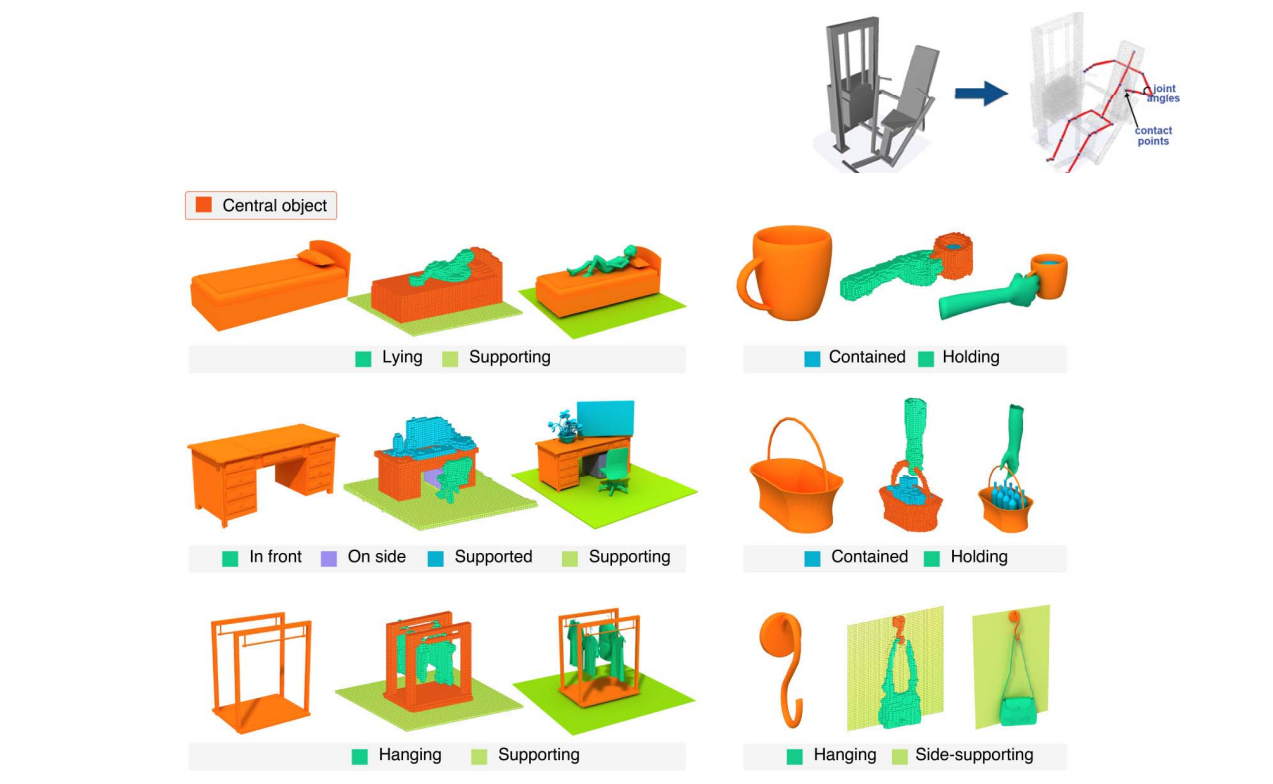 joint
angles
contact
points
Central object
Lying Supporting
Contained Holding
In front On side Supported Supporting
Contained Holding
Hanging Supporting
Hanging Side-supporting